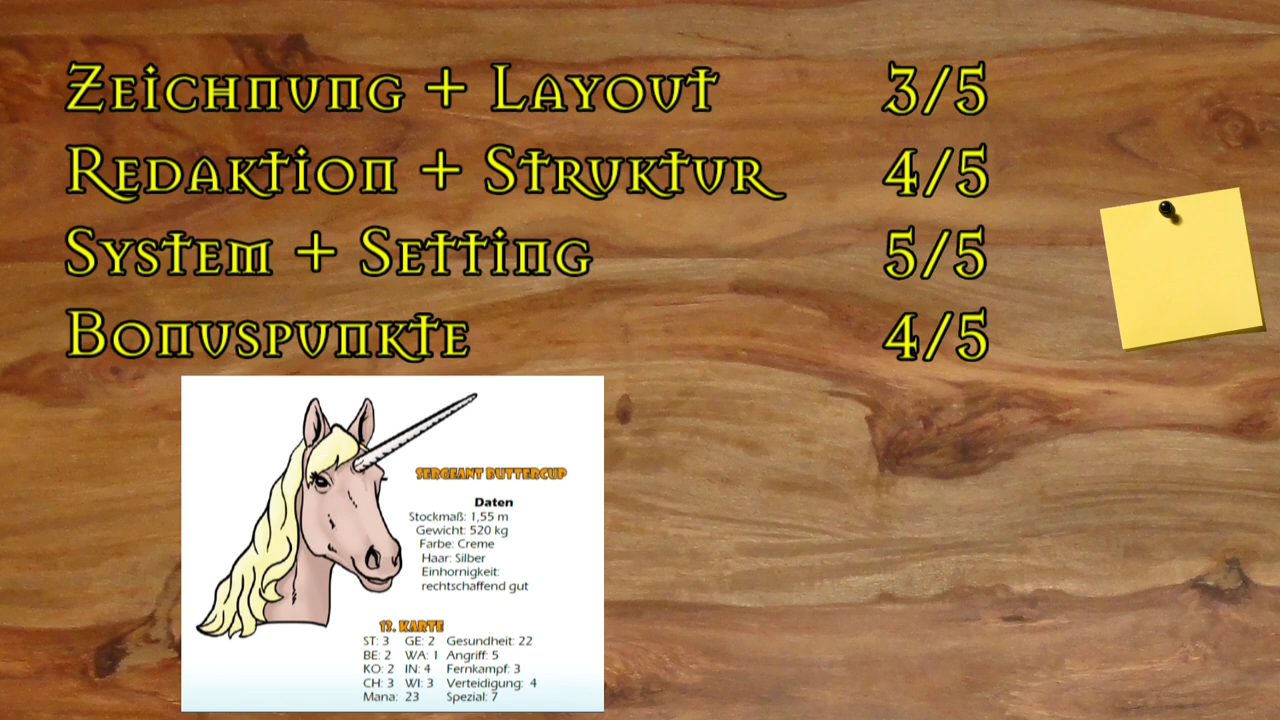 Zeichnung + Layout 3/5
Redaktion + Struktur 4/5
System + Setting 5/5
Bonuspunkte 4/5
SERGEANT BUTTERCUP
Daten
Stockmaß: 1,55 m
Gewicht: 520 kg
Farbe: Creme
Haar: Silber
Einhornigkeit:
rechtschaffend gut
13. KARTE
ST: 3 GE: 2 Gesundheit: 22
BE: 2 WA: 1 Angriff: 5
KO: 2 IN: 4 Fernkampf: 3
CH: 3 WI: 3 Verteidigung: 4
Mana: 23 Spezial: 7